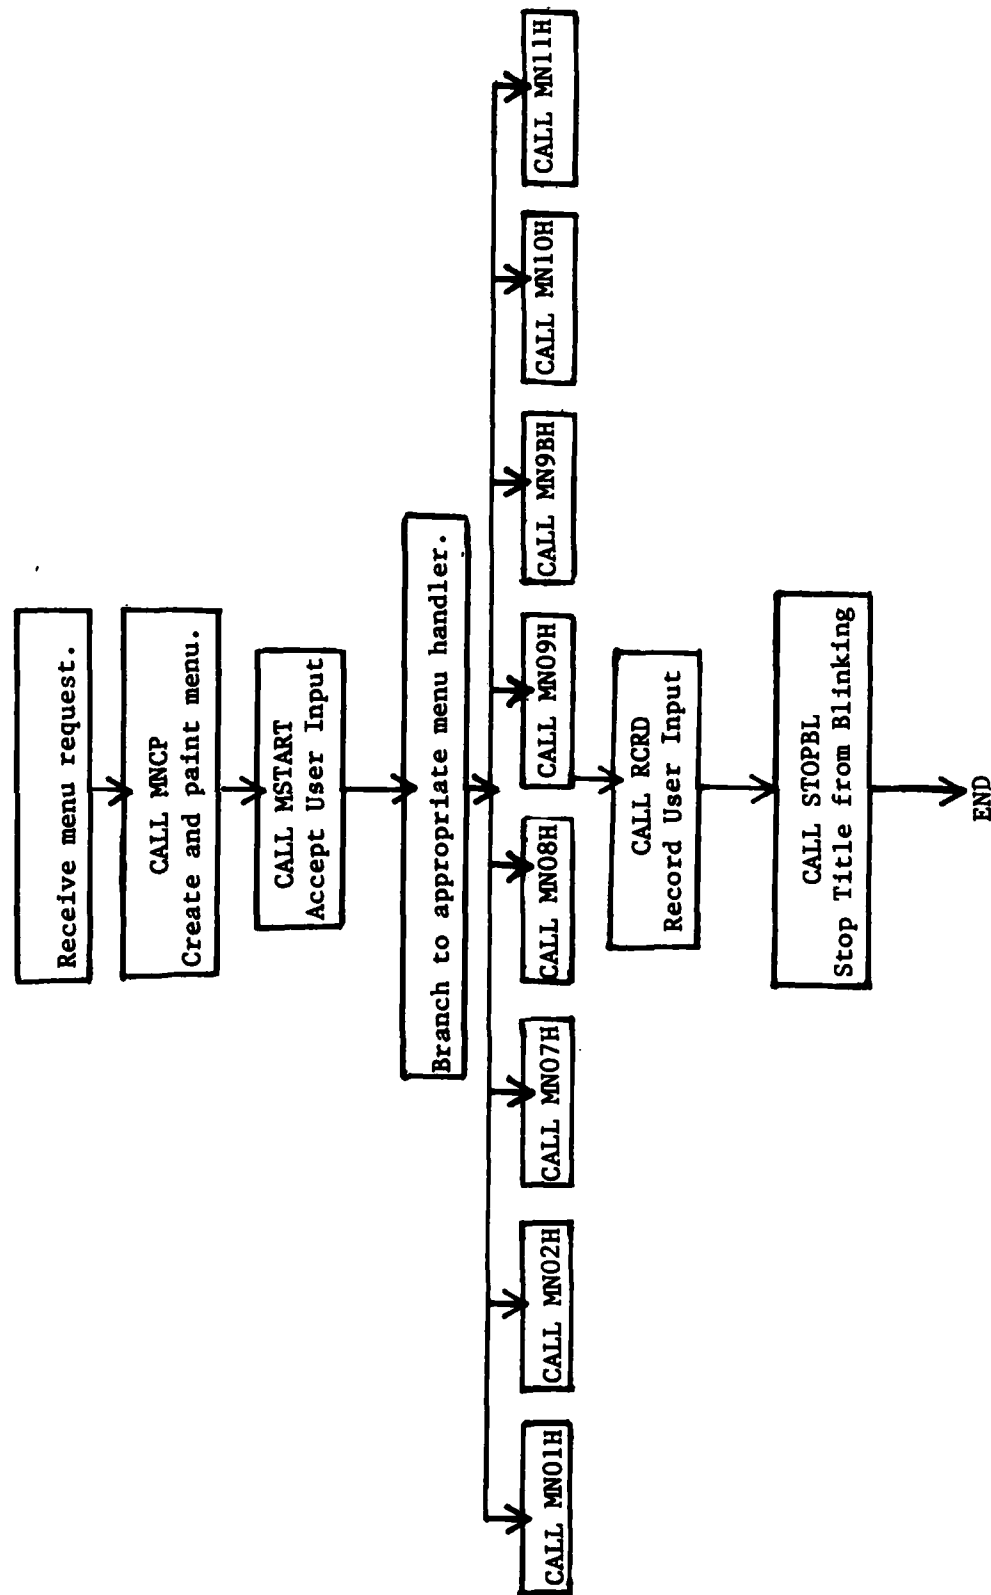 Receive menu request.
CALL MNCP
Create and paint menu.
CALL MSTART
Accept User Input
Branch to appropriate menu handler.
CALL MN01H
CALL MN02H
CALL MN07H
CALL MN08H
CALL MN09H
CALL MN9BH
CALL MN10H
CALL MN11H
CALL RCRD
Record User Input
CALL STOPBL
Stop Title from Blinking
END